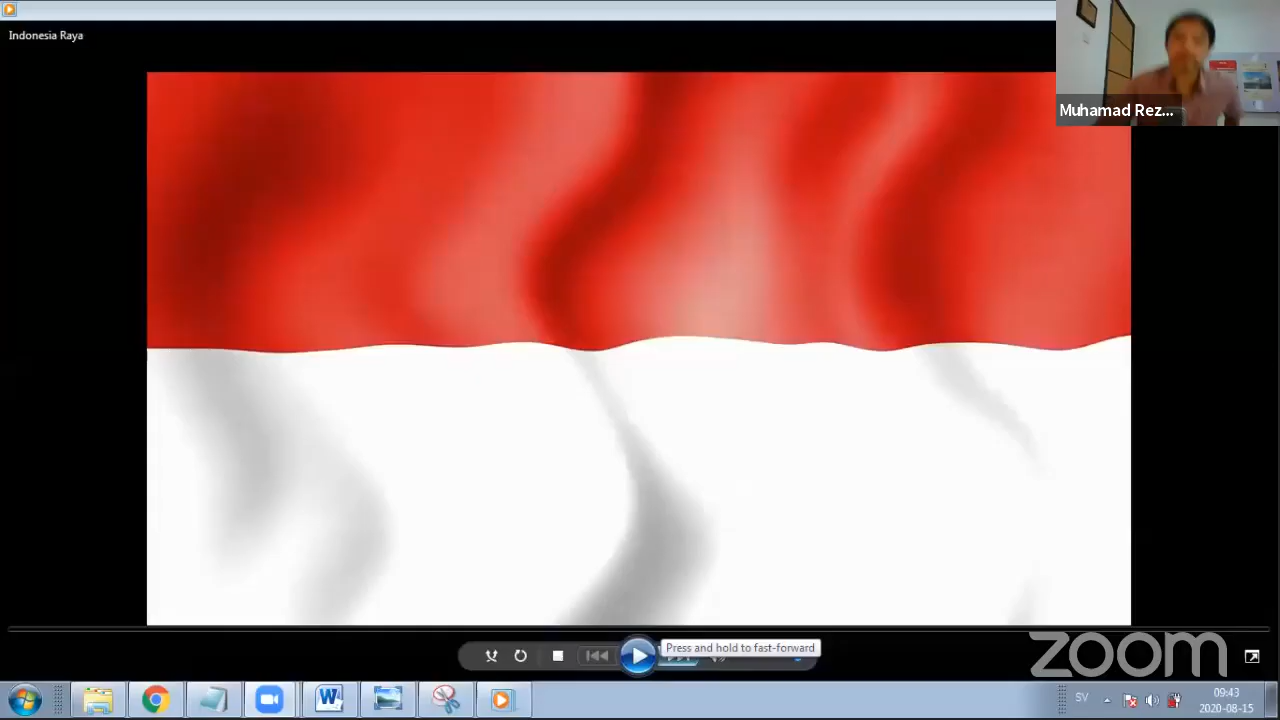 Indonesia Raya
Muhamad Rez...
Press and hold to fast-forward
zoom
SV
09:43
2020-08-15